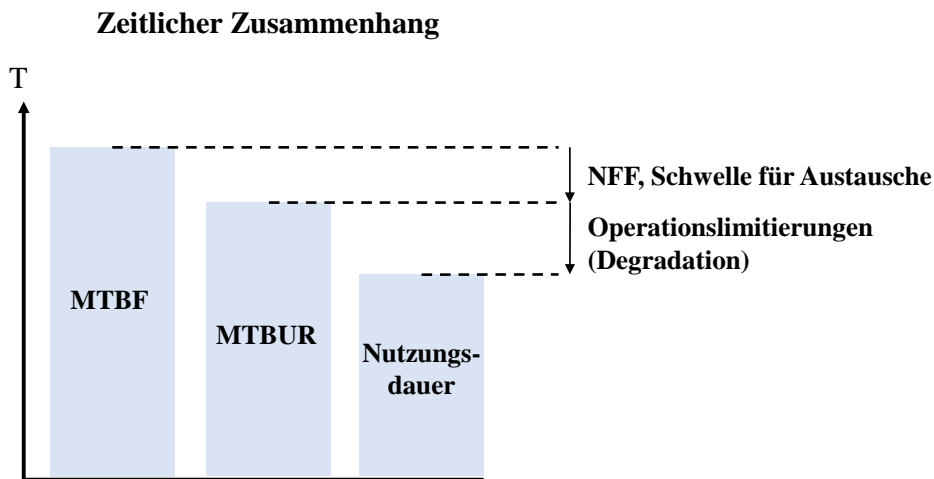 Zeitlicher Zusammenhang
T
NFF, Schwelle für Austausche
Operationslimitierungen
(Degradation)
MTBF
MTBUR
Nutzungs-
dauer